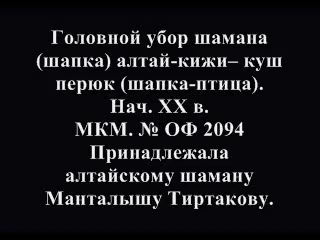 Головной убор шамана
(шапка) алтай-кижи– куш
перюк (шапка-птица).
Нач. XX в.
МКМ. № ОФ 2094
Принадлежала
алтайскому шаману
Манталышу Тиртакову.